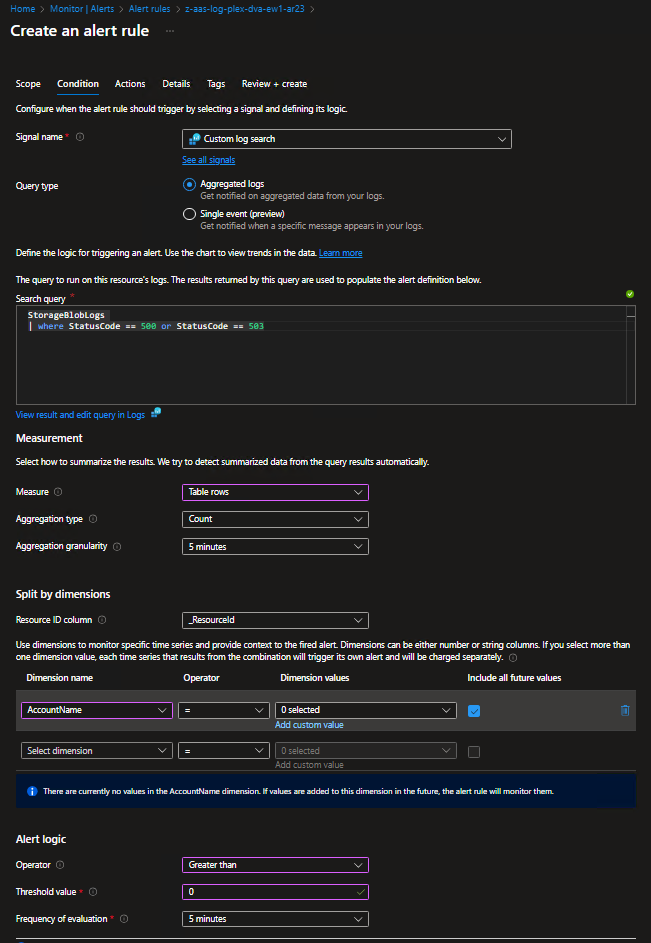 Home > Monitor | Alerts > Alert rules > z-aas-log-plex-dva-ew1-ar23 >
Create an alert rule ...
Scope Condition Actions Details Tags Review + create
Configure when the alert rule should trigger by selecting a signal and defining its logic.
Signal name * Custom log search
See all signals
Query type Aggregated logs
Get notified on aggregated data from your logs.
Single event (preview)
Get notified when a specific message appears in your logs.
Define the logic for triggering an alert. Use the chart to view trends in the data. Learn more
The query to run on this resource's logs. The results returned by this query are used to populate the alert definition below.
Search query *
StorageBlobLogs
| where StatusCode == 500 or StatusCode == 503
View result and edit query in Logs
Measurement
Select how to summarize the results. We try to detect summarized data from the query results automatically.
Measure Table rows
Aggregation type Count
Aggregation granularity 5 minutes
Split by dimensions
Resource ID column _ResourceId
Use dimensions to monitor specific time series and provide context to the fired alert. Dimensions can be either number or string columns. If you select more than
one dimension value, each time series that results from the combination will trigger its own alert and will be charged separately.
Dimension name Operator Dimension values Include all future values
AccountName = 0 selected
Add custom value
Select dimension = 0 selected
Add custom value
There are currently no values in the AccountName dimension. If values are added to this dimension in the future, the alert rule will monitor them.
Alert logic
Operator Greater than
Threshold value * 0
Frequency of evaluation * 5 minutes